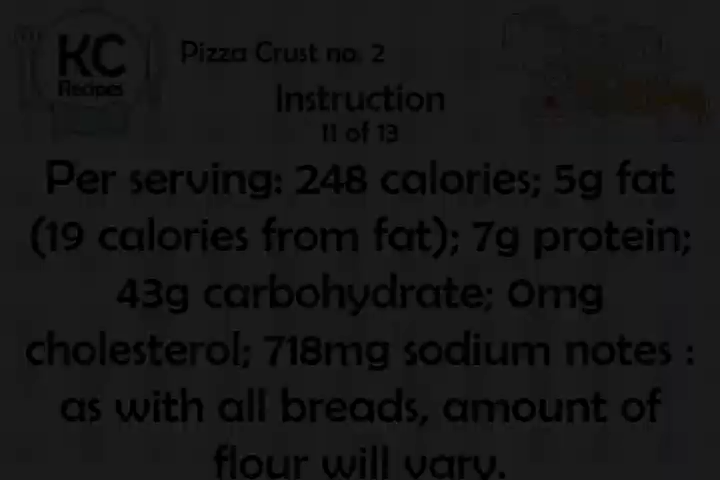 KC
Recipes
Pizza Crust no. 2
Instruction
11 of 13
Per serving: 248 calories; 5g fat
(19 calories from fat); 7g protein;
43g carbohydrate; 0mg
cholesterol; 718mg sodium notes :
as with all breads, amount of
flour will vary.